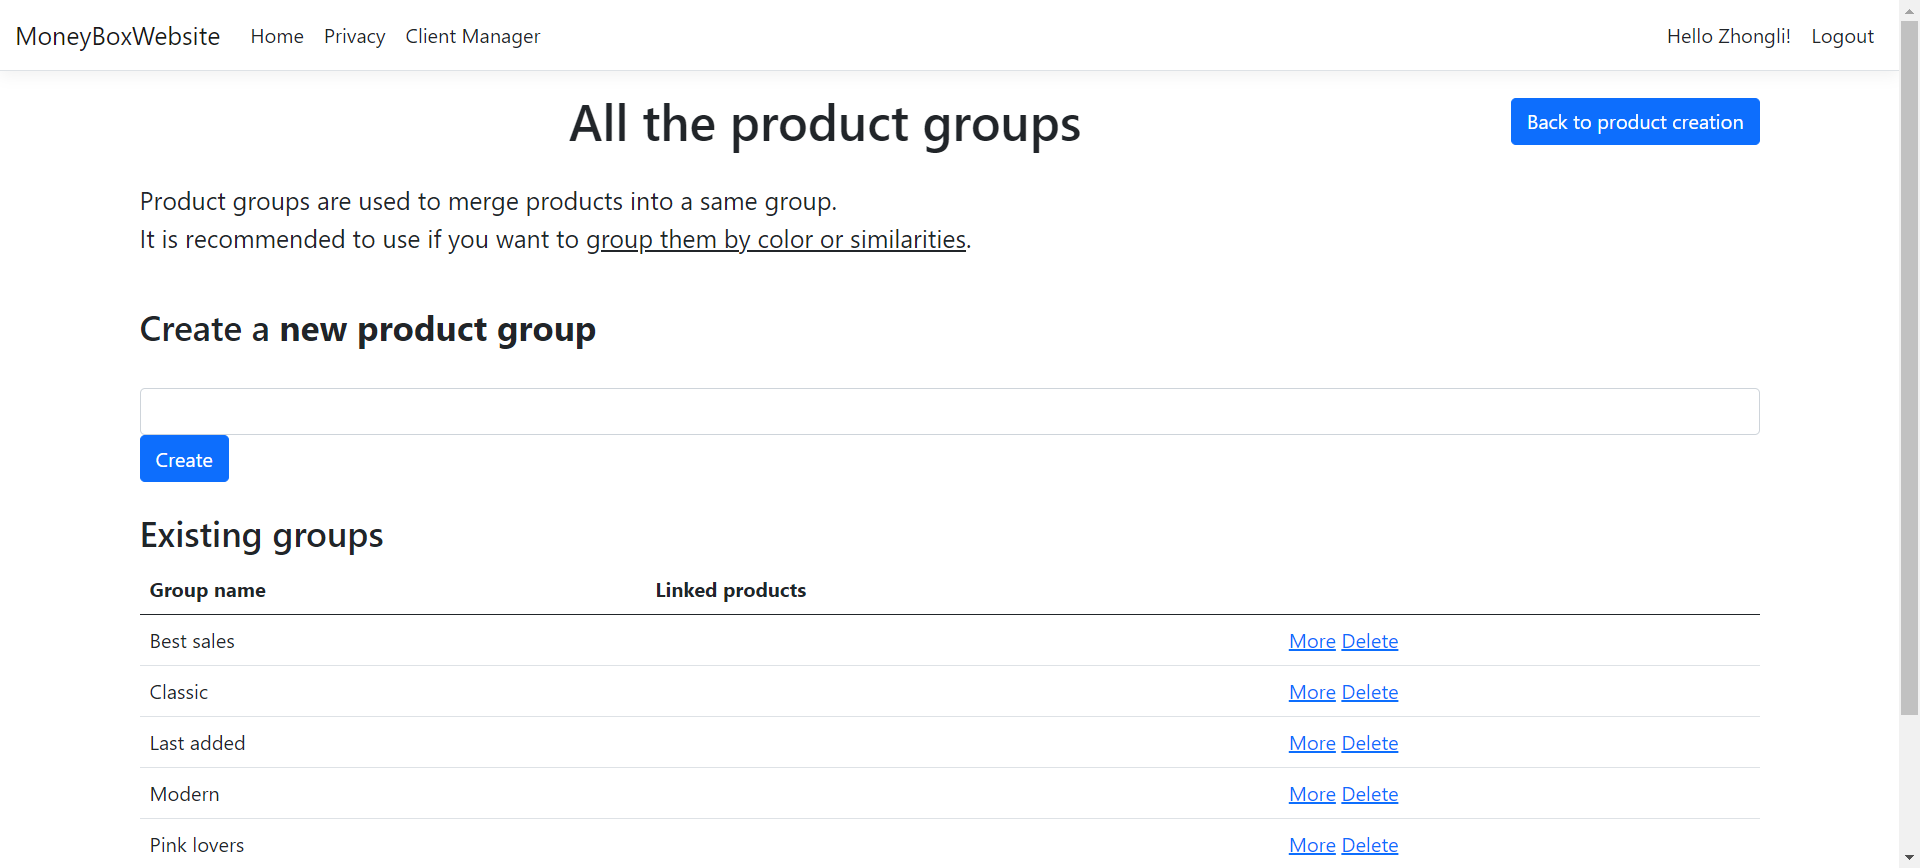 MoneyBoxWebsite Home Privacy Client Manager Hello Zhongli! Logout
All the product groups Back to product creation
Product groups are used to merge products into a same group.
It is recommended to use if you want to group them by color or similarities.
Create a new product group
Create
Existing groups
Group name Linked products
Best sales More Delete
Classic More Delete
Last added More Delete
Modern More Delete
Pink lovers More Delete